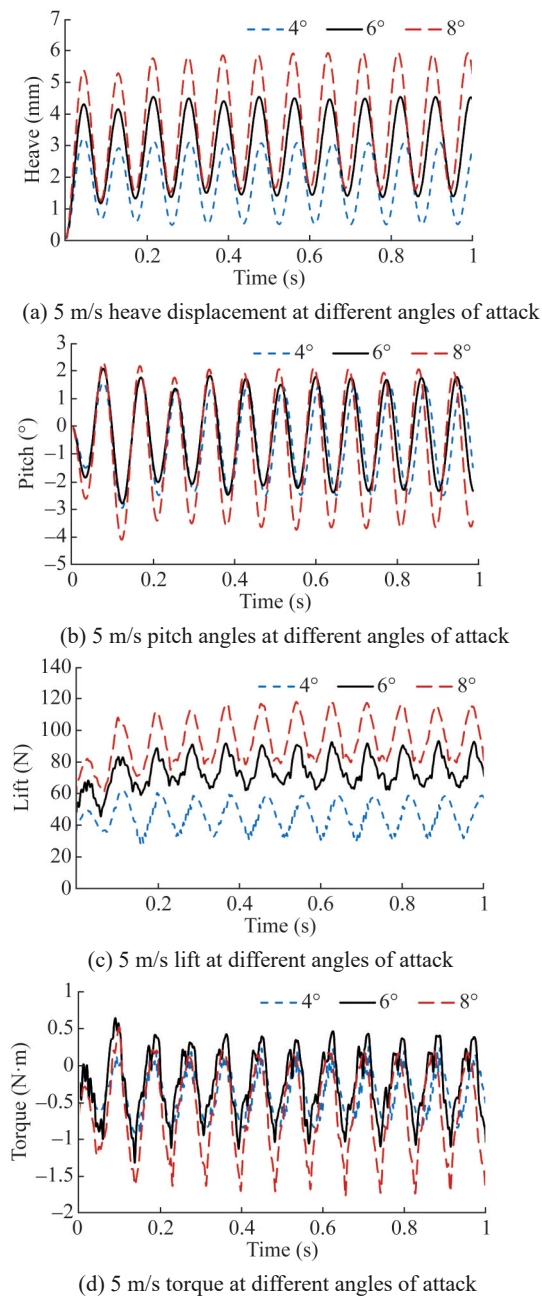 4° 6° 8°
7
6
5
4
3
2
1
0
Heave (mm)
0.2 0.4 0.6 0.8 1
Time (s)
(a) 5 m/s heave displacement at different angles of attack
4° 6° 8°
3
2
1
0
−1
−2
−3
−4
−5
Pitch (°)
0 0.2 0.4 0.6 0.8 1
Time (s)
(b) 5 m/s pitch angles at different angles of attack
4° 6° 8°
140
120
100
80
60
40
20
0
Lift (N)
0.2 0.4 0.6 0.8 1
Time (s)
(c) 5 m/s lift at different angles of attack
4° 6° 8°
1
0.5
0
−0.5
−1
−1.5
−2
Torque (N·m)
0 0.2 0.4 0.6 0.8 1
Time (s)
(d) 5 m/s torque at different angles of attack